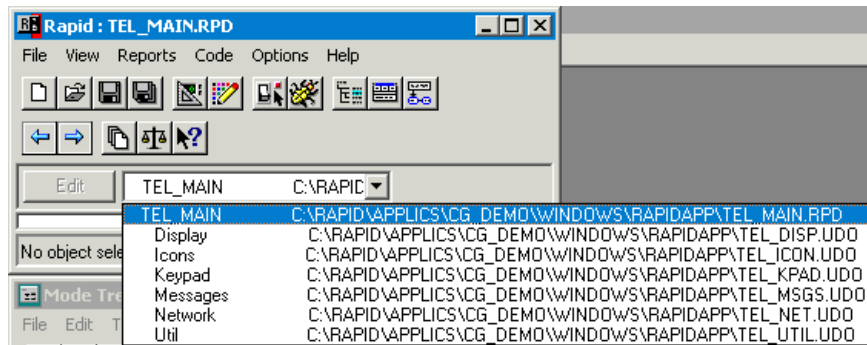 Rapid : TEL_MAIN.RPD
File View Reports Code Options Help
Edit TEL_MAIN C:\RAPID
TEL_MAIN C:\RAPID\APPLICS\CG_DEMO\WINDOWS\RAPIDAPP\TEL_MAIN.RPD
Display C:\RAPID\APPLICS\CG_DEMO\WINDOWS\RAPIDAPP\TEL_DISP.UDO
No object sele
Icons C:\RAPID\APPLICS\CG_DEMO\WINDOWS\RAPIDAPP\TEL_ICON.UDO
Keypad C:\RAPID\APPLICS\CG_DEMO\WINDOWS\RAPIDAPP\TEL_KPAD.UDO
Mode Tre
Messages C:\RAPID\APPLICS\CG_DEMO\WINDOWS\RAPIDAPP\TEL_MSGS.UDO
Network C:\RAPID\APPLICS\CG_DEMO\WINDOWS\RAPIDAPP\TEL_NET.UDO
File Edit T
Util C:\RAPID\APPLICS\CG_DEMO\WINDOWS\RAPIDAPP\TEL_UTIL.UDO